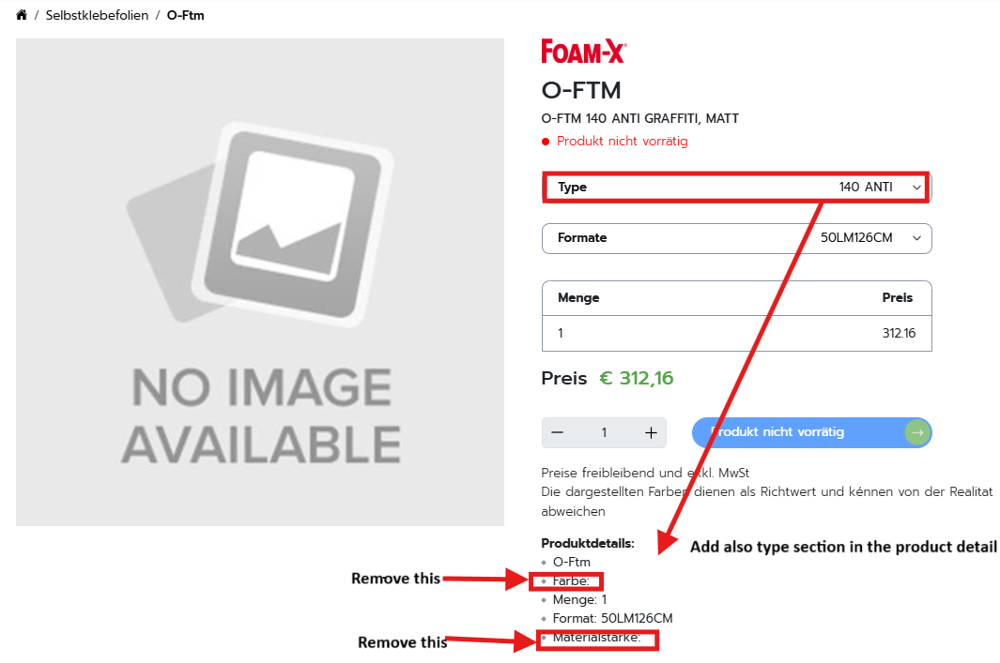 / Selbstklebefolien / O-Ftm
NO IMAGE
AVAILABLE
FOAM-X
O-FTM
O-FTM 140 ANTI GRAFFITI, MATT
Produkt nicht vorrätig
Type 140 ANTI
Formate 50LM126CM
Menge Preis
1 312.16
Preis € 312,16
− 1 +
Produkt nicht vorrätig →
Preise freibleibend und exkl. MwSt
Die dargestellten Farben dienen als Richtwert und kénnen von der Realitat
abweichen
Produktdetails:
Add also type section in the product detail
O-Ftm
Remove this
Farbe:
Menge: 1
Format: 50LM126CM
Remove this
Materialstärke: